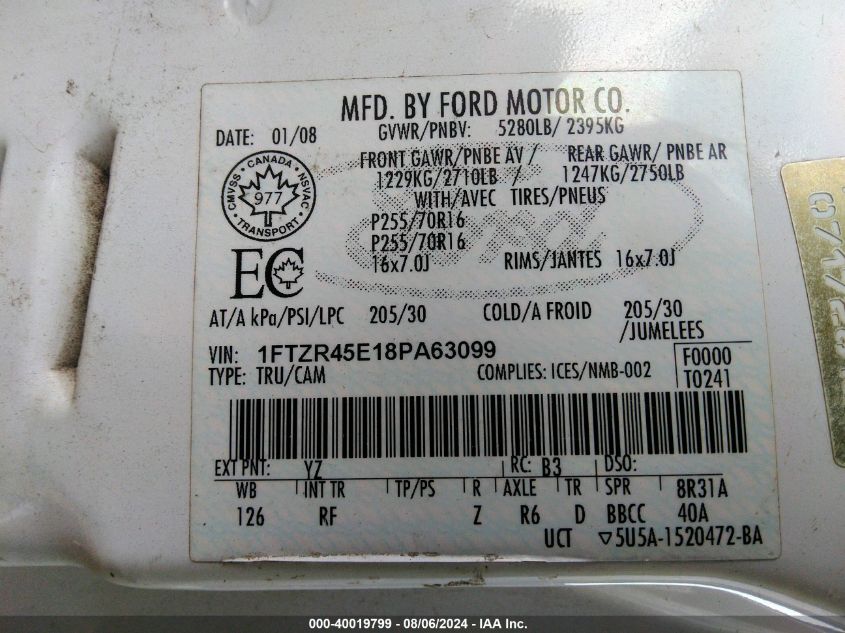 MFD. BY FORD MOTOR CO.
DATE: 01/08 GVWR/PNBV: 5280LB/ 2395KG
FRONT GAWR/PNBE AV / REAR GAWR/ PNBE AR
1229KG/2710LB / 1247KG/2750LB
WITH/AVEC TIRES/PNEUS
P255/70R16
P255/70R16
16x7.0J RIMS/JANTES 16x7.0J
CANADA
CMVSS NSVAC
977
TRANSPORT
EC
AT/A kPa/PSI/LPC 205/30 COLD/A FROID 205/30
/JUMELEES
VIN: 1FTZR45E18PA63099 F0000
TYPE: TRU/CAM COMPLIES: ICES/NMB-002 T0241
EXT PNT: YZ RC: B3 DSO:
WB INT TR TP/PS R AXLE TR SPR 8R31A
126 RF Z R6 D BBCC 40A
UCT ▽5U5A-1520472-BA
000-40019799 - 08/06/2024 - IAA Inc.